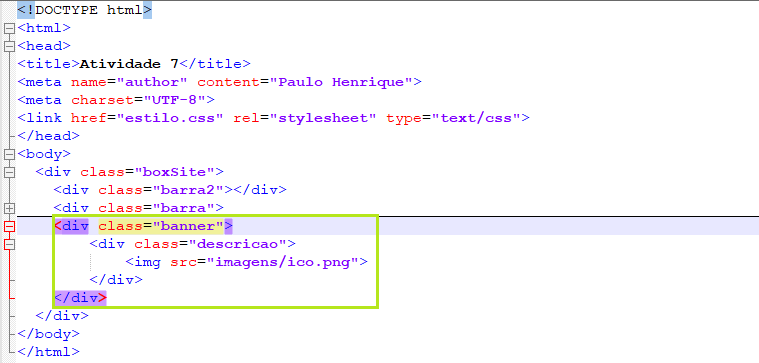 <!DOCTYPE html>
<html>
<head>
<title>Atividade 7</title>
<meta name="author" content="Paulo Henrique">
<meta charset="UTF-8">
<link href="estilo.css" rel="stylesheet" type="text/css">
</head>
<body>
<div class="boxSite">
<div class="barra2"></div>
<div class="barra">
<div class="banner">
<div class="descricao">
<img src="imagens/ico.png">
</div>
</div>
</div>
</body>
</html>